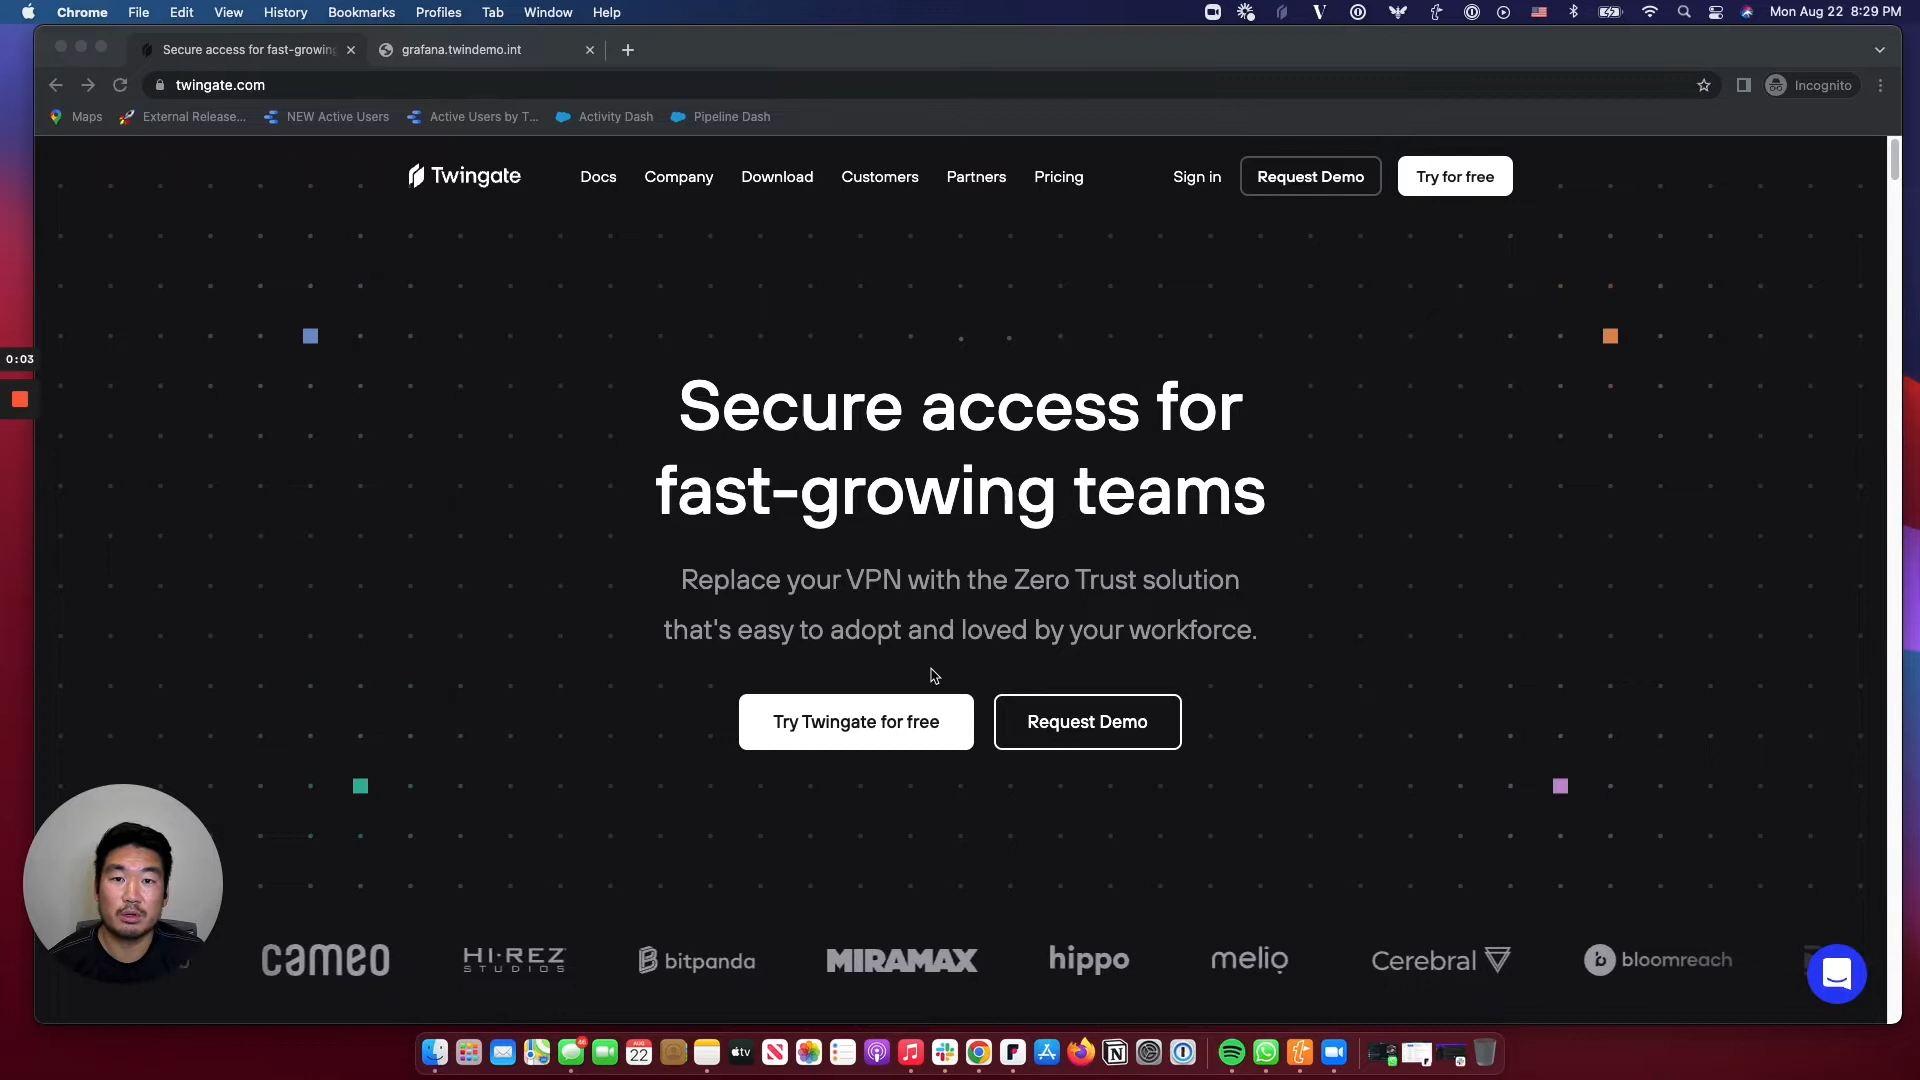 Chrome File Edit View History Bookmarks Profiles Tab Window Help
Mon Aug 22 8:29 PM
Secure access for fast-growing
grafana.twindemo.int
twingate.com
Incognito
Maps
External Release...
NEW Active Users
Active Users by T...
Activity Dash
Pipeline Dash
Twingate
Docs Company Download Customers Partners Pricing
Sign in
Request Demo
Try for free
0:03
Secure access for
fast-growing teams
Replace your VPN with the Zero Trust solution
that's easy to adopt and loved by your workforce.
Try Twingate for free
Request Demo
cameo
HI-REZ
STUDIOS
bitpanda
MIRAMAX
hippo
melio
Cerebral
bloomreach
46
AUG
22
tv